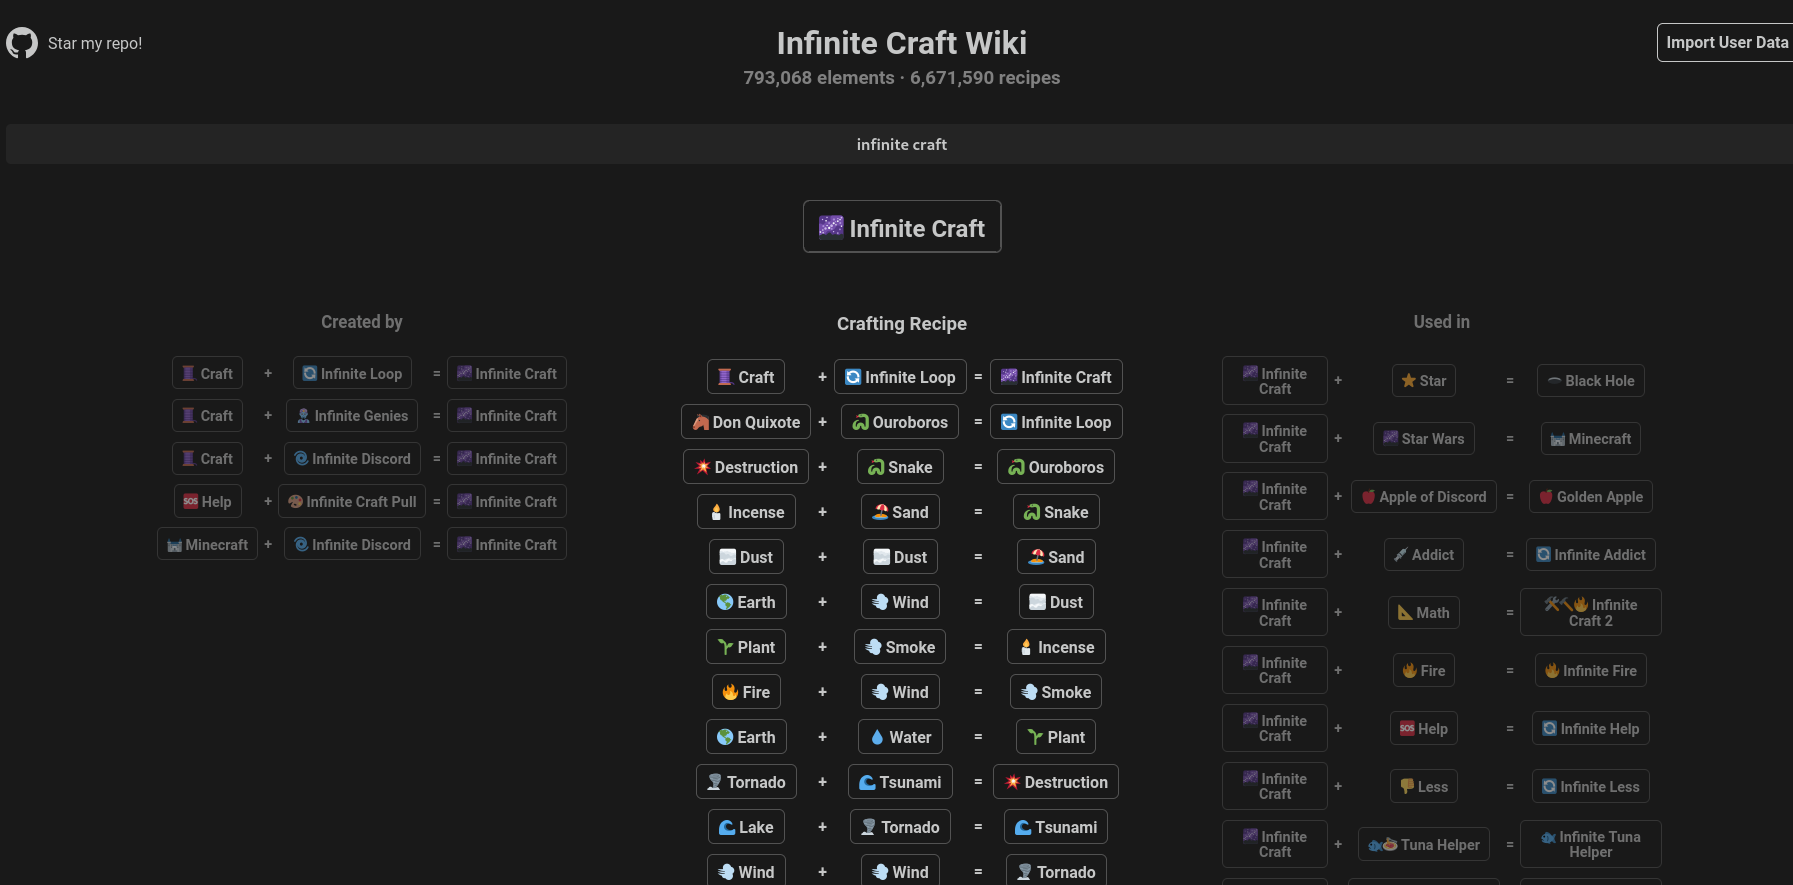 Star my repo!
Infinite Craft Wiki
793,068 elements · 6,671,590 recipes
Import User Data
infinite craft
Infinite Craft
Created by
Craft + Infinite Loop = Infinite Craft
Craft + Infinite Genies = Infinite Craft
Craft + Infinite Discord = Infinite Craft
Help + Infinite Craft Pull = Infinite Craft
Minecraft + Infinite Discord = Infinite Craft
Crafting Recipe
Craft + Infinite Loop = Infinite Craft
Don Quixote + Ouroboros = Infinite Loop
Destruction + Snake = Ouroboros
Incense + Sand = Snake
Dust + Dust = Sand
Earth + Wind = Dust
Plant + Smoke = Incense
Fire + Wind = Smoke
Earth + Water = Plant
Tornado + Tsunami = Destruction
Lake + Tornado = Tsunami
Wind + Wind = Tornado
Used in
Infinite Craft + Star = Black Hole
Infinite Craft + Star Wars = Minecraft
Infinite Craft + Apple of Discord = Golden Apple
Infinite Craft + Addict = Infinite Addict
Infinite Craft + Math = Infinite Craft 2
Infinite Craft + Fire = Infinite Fire
Infinite Craft + Help = Infinite Help
Infinite Craft + Less = Infinite Less
Infinite Craft + Tuna Helper = Infinite Tuna Helper